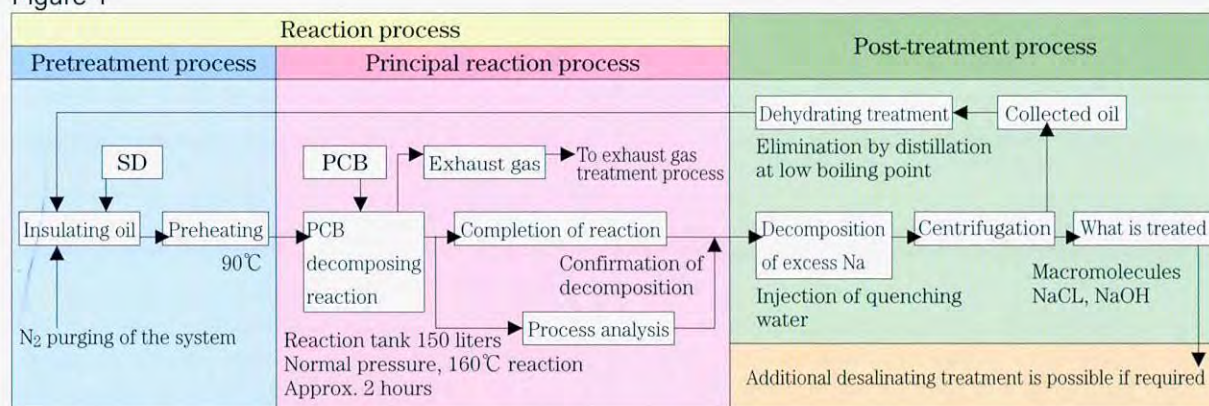 Figure 1
Reaction process
Post-treatment process
Pretreatment process
Principal reaction process
Dehydrating treatment
Collected oil
Elimination by distillation
at low boiling point
SD
PCB
Exhaust gas
To exhaust gas
treatment process
Insulating oil
Preheating
90℃
PCB
decomposing
reaction
Completion of reaction
Confirmation of
decomposition
Process analysis
Decomposition
of excess Na
Injection of quenching
water
Centrifugation
What is treated
Macromolecules
NaCL, NaOH
N2 purging of the system
Reaction tank 150 liters
Normal pressure, 160℃ reaction
Approx. 2 hours
Additional desalinating treatment is possible if required